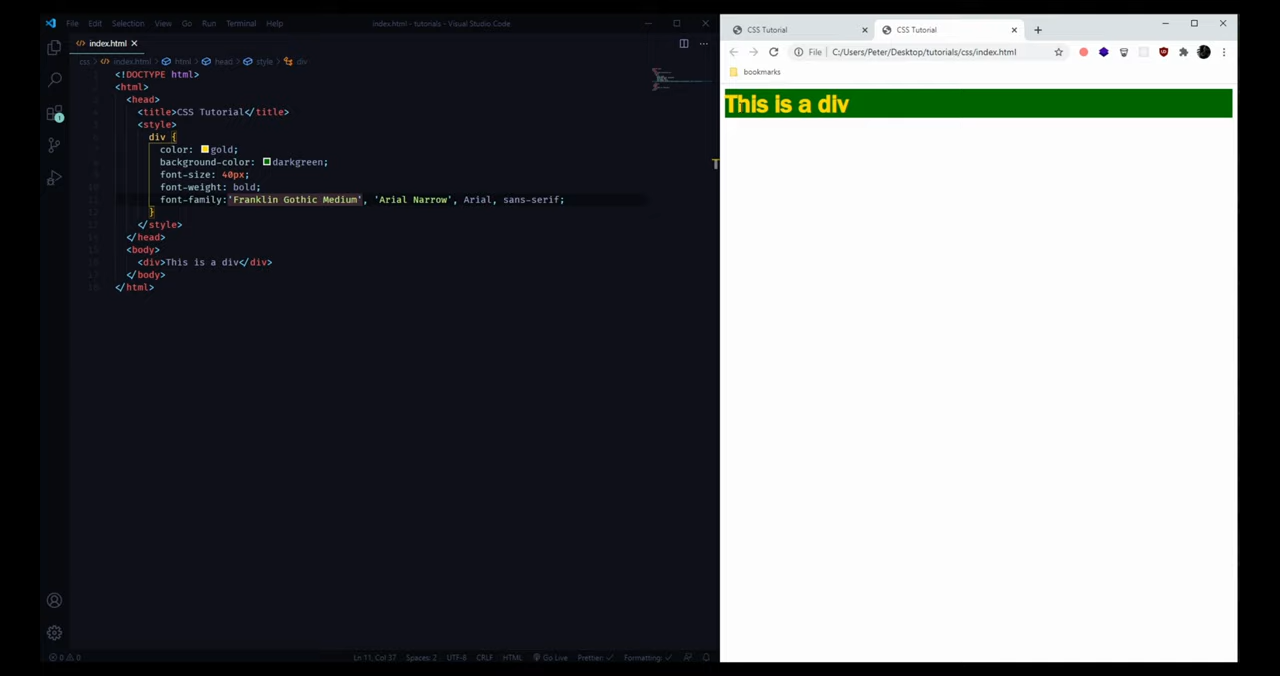 File Edit Selection View Go Run Terminal Help
index.html - tutorials - Visual Studio Code
index.html
css > index.html > html > head > style > div
<!DOCTYPE html>
<html>
<head>
<title>CSS Tutorial</title>
<style>
div {
color: gold;
background-color: darkgreen;
font-size: 40px;
font-weight: bold;
font-family:'Franklin Gothic Medium', 'Arial Narrow', Arial, sans-serif;
}
</style>
</head>
<body>
<div>This is a div</div>
</body>
</html>
0 0 Ln 11, Col 37 Spaces: 2 UTF-8 CRLF HTML Go Live Prettier: ✓ Formatting: ✓
CSS Tutorial CSS Tutorial
File C:/Users/Peter/Desktop/tutorials/css/index.html
bookmarks
This is a div